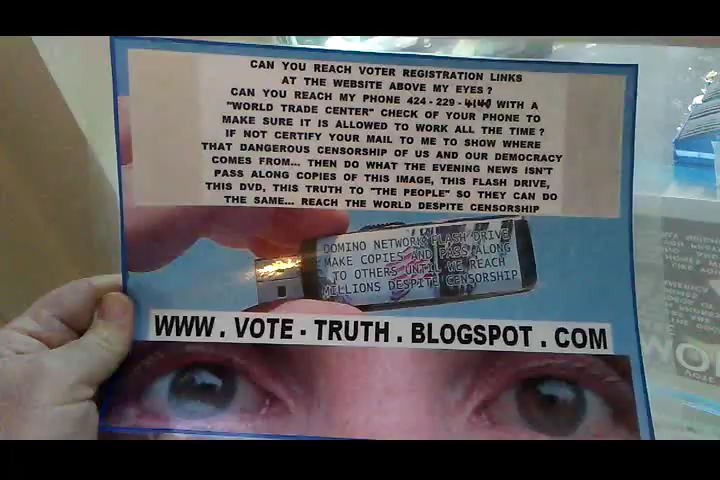 CAN YOU REACH VOTER REGISTRATION LINKS
AT THE WEBSITE ABOVE MY EYES?
CAN YOU REACH MY PHONE 424-229-4140 WITH A
"WORLD TRADE CENTER" CHECK OF YOUR PHONE TO
MAKE SURE IT IS ALLOWED TO WORK ALL THE TIME?
IF NOT CERTIFY YOUR MAIL TO ME TO SHOW WHERE
THAT DANGEROUS CENSORSHIP OF US AND OUR DEMOCRACY
COMES FROM... THEN DO WHAT THE EVENING NEWS ISN'T
PASS ALONG COPIES OF THIS IMAGE, THIS FLASH DRIVE,
THIS DVD, THIS TRUTH TO "THE PEOPLE" SO THEY CAN DO
THE SAME... REACH THE WORLD DESPITE CENSORSHIP
DOMINO NETWORK FLASH DRIVE
MAKE COPIES AND PASS ALONG
TO OTHERS UNTIL WE REACH
MILLIONS DESPITE CENSORSHIP
WWW.VOTE-TRUTH.BLOGSPOT.COM